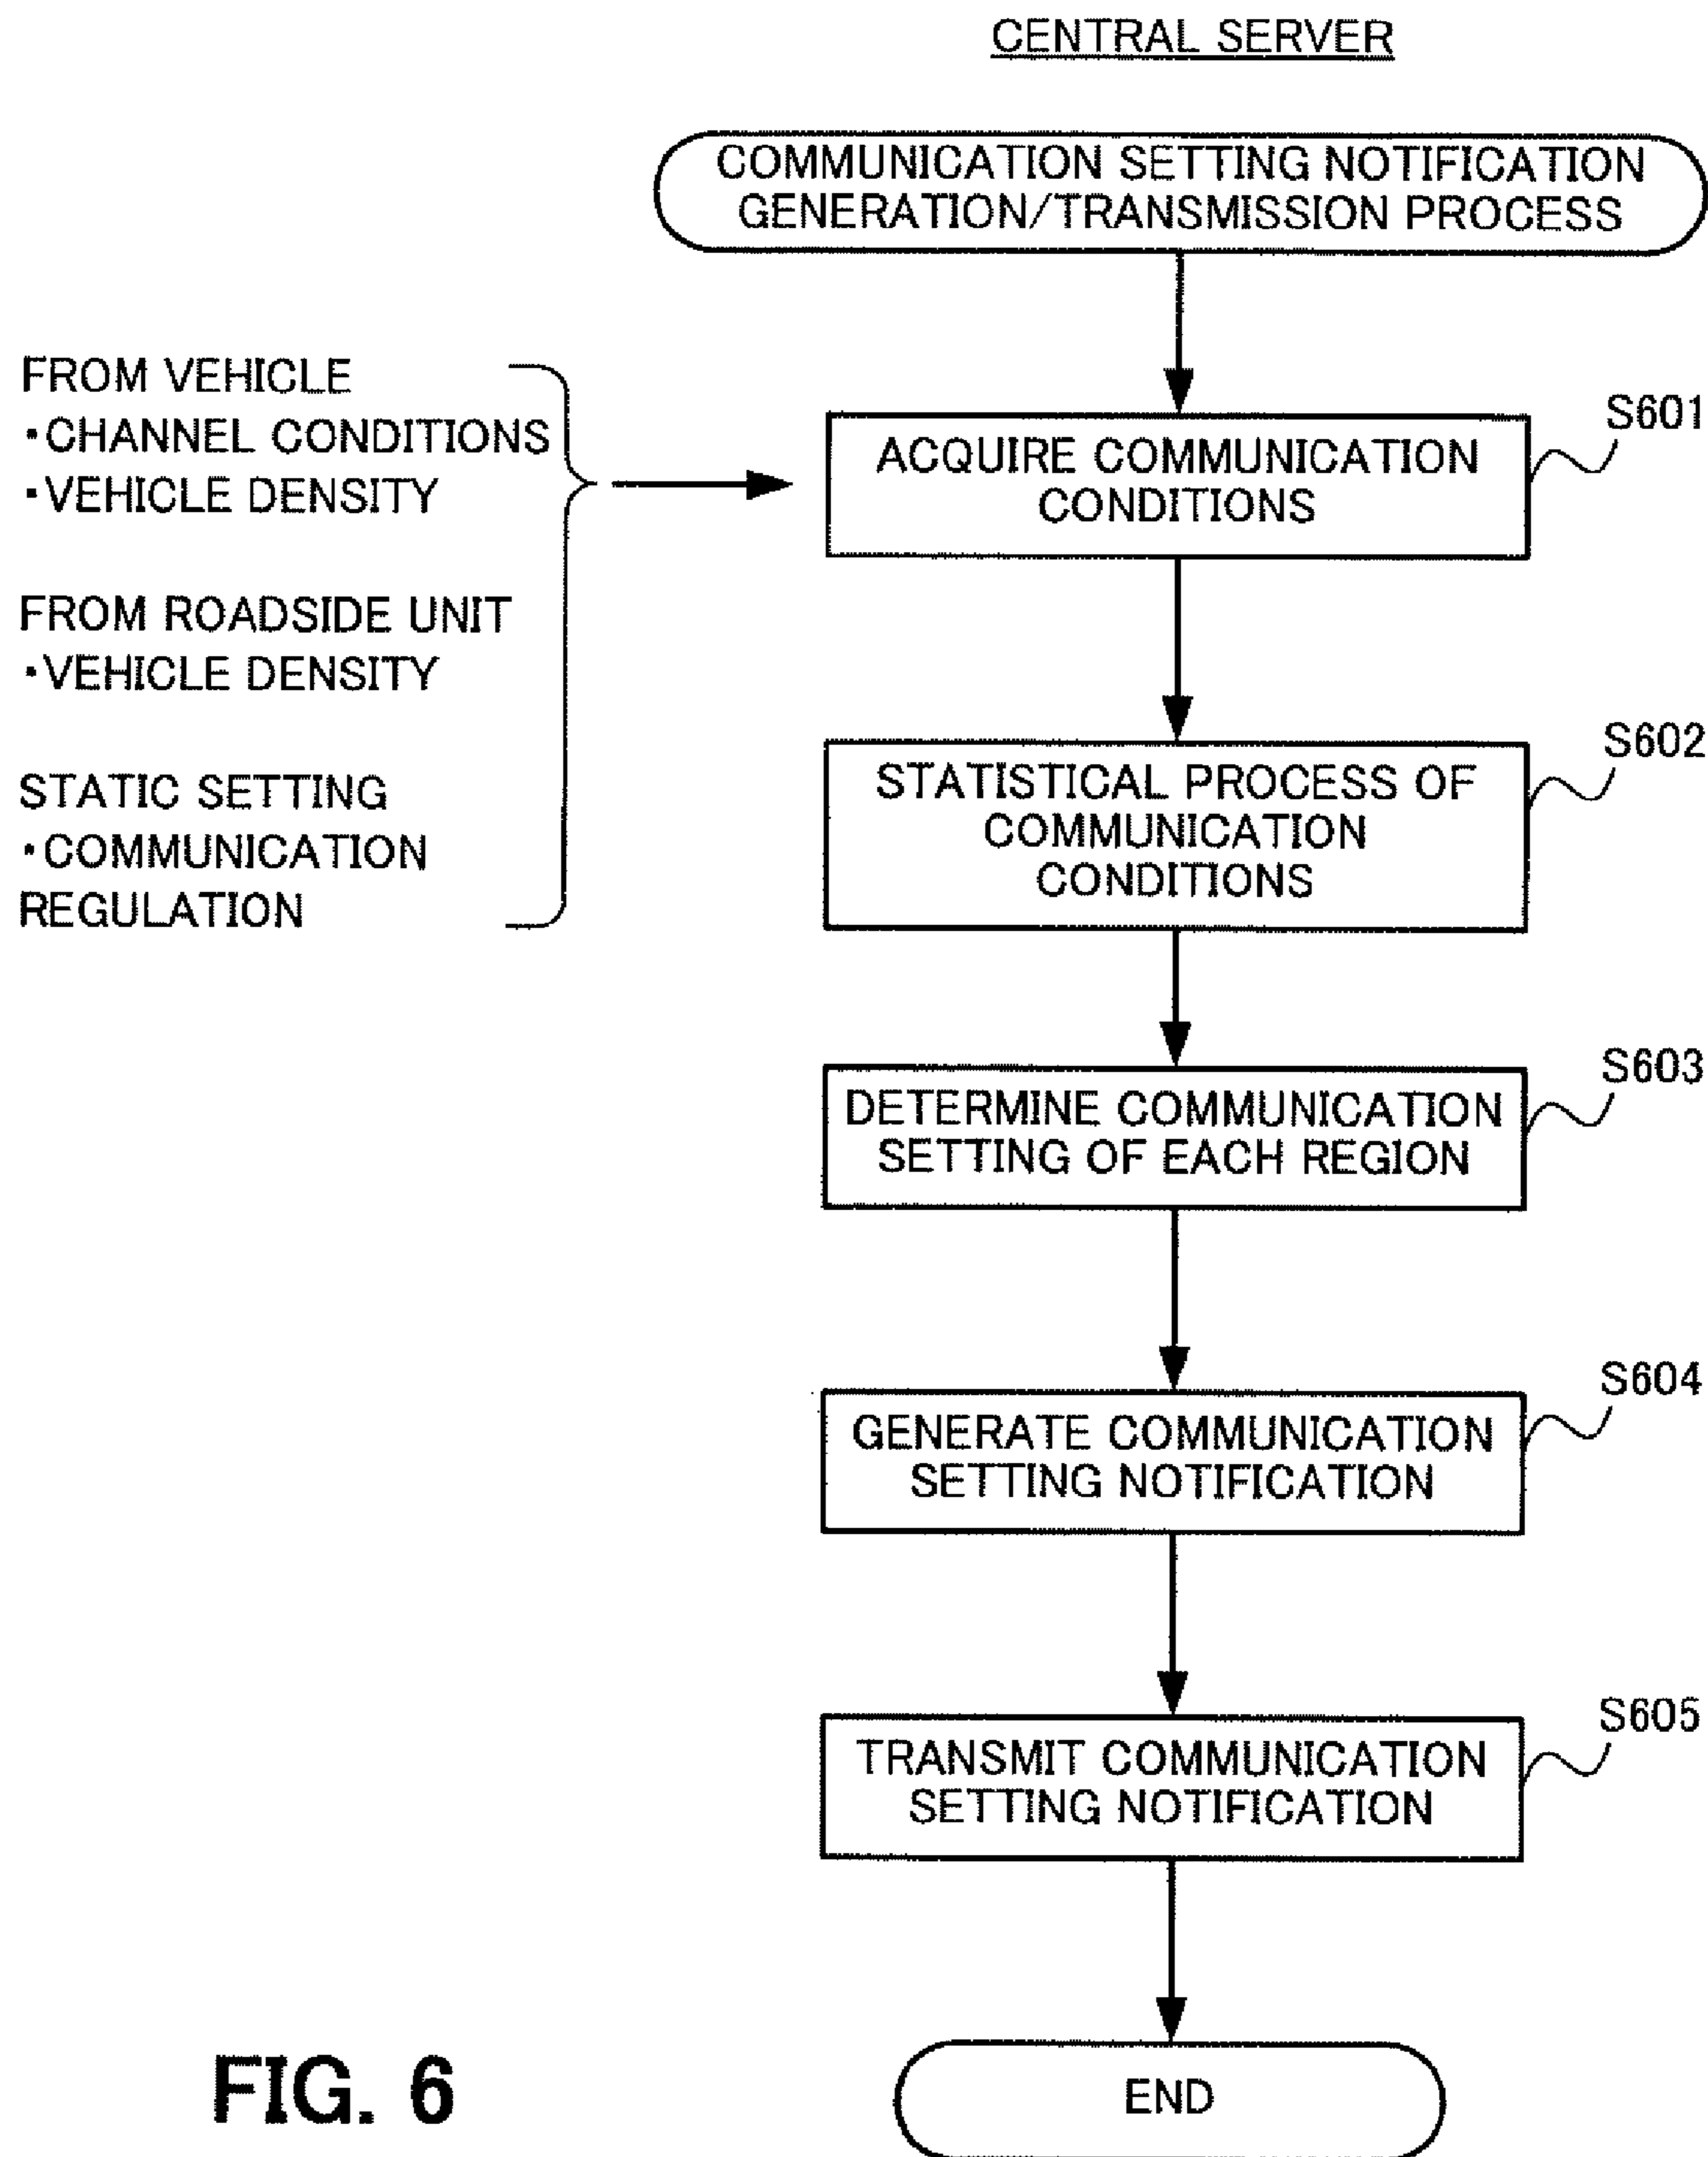 CENTRAL SERVER
COMMUNICATION SETTING NOTIFICATION
GENERATION/TRANSMISSION PROCESS
FROM VEHICLE
・CHANNEL CONDITIONS
・VEHICLE DENSITY
FROM ROADSIDE UNIT
・VEHICLE DENSITY
STATIC SETTING
・COMMUNICATION
REGULATION
S601
ACQUIRE COMMUNICATION
CONDITIONS
S602
STATISTICAL PROCESS OF
COMMUNICATION
CONDITIONS
S603
DETERMINE COMMUNICATION
SETTING OF EACH REGION
S604
GENERATE COMMUNICATION
SETTING NOTIFICATION
S605
TRANSMIT COMMUNICATION
SETTING NOTIFICATION
END
FIG. 6